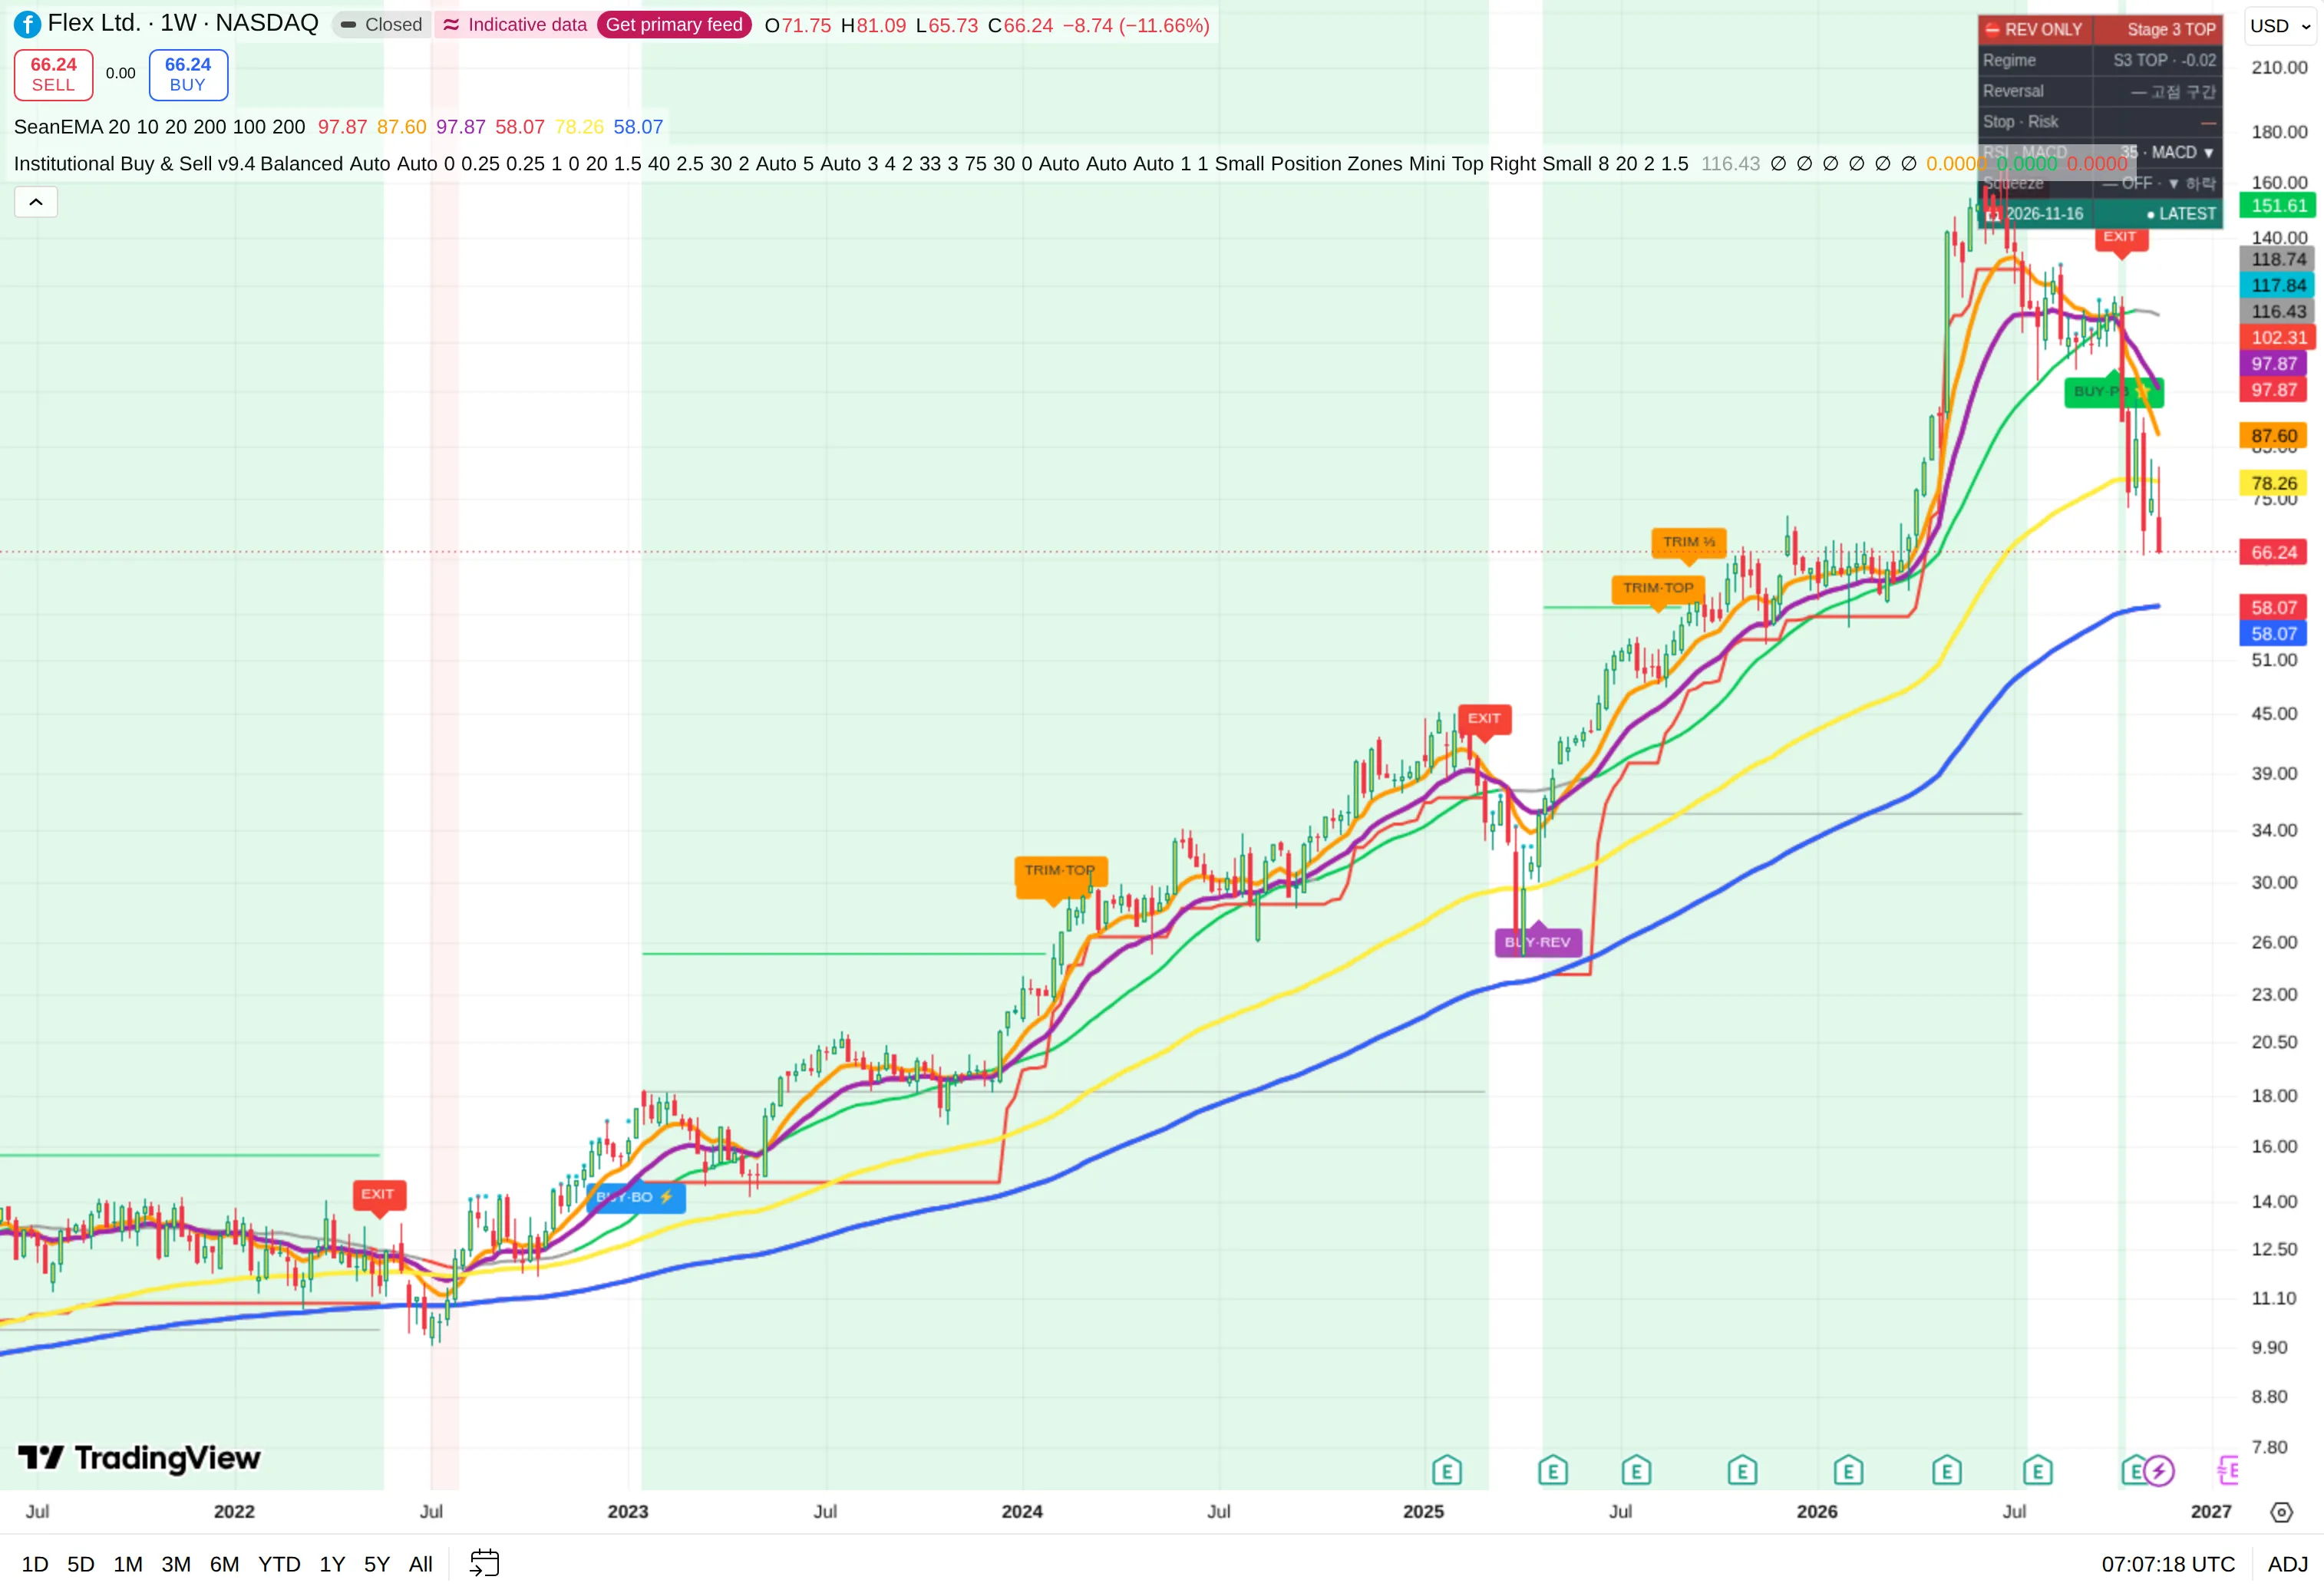 Flex Ltd. · 1W · NASDAQ Closed Indicative data Get primary feed O71.75 H81.09 L65.73 C66.24 −8.74 (−11.66%)
66.24 SELL 0.00 66.24 BUY
SeanEMA 20 10 20 200 100 200 97.87 87.60 97.87 58.07 78.26 58.07
Institutional Buy & Sell v9.4 Balanced Auto Auto 0 0.25 0.25 1 0 20 1.5 40 2.5 30 2 Auto 5 Auto 3 4 2 33 3 75 30 0 Auto Auto Auto 1 1 Small Position Zones Mini Top Right Small 8 20 2 1.5 116.43 ∅ ∅ ∅ ∅ ∅ ∅ 0.0000 0.0000 0.0000
REV ONLY Stage 3 TOP
Regime S3 TOP · -0.02
Reversal — 고점 구간
Stop · Risk —
RSI · MACD 35 · MACD ▼
Squeeze — OFF · ▼ 하락
2026-11-16 ● LATEST
USD
210.00
180.00
160.00
151.61
140.00
118.74
117.84
116.43
102.31
97.87
97.87
87.60
78.26
75.00
66.24
58.07
58.07
51.00
45.00
39.00
34.00
30.00
26.00
23.00
20.50
18.00
16.00
14.00
12.50
11.10
9.90
8.80
7.80
EXIT
BUY-BO ⚡
TRIM·TOP
EXIT
BUY-REV
TRIM·TOP
TRIM ⅓
EXIT
TradingView
E E E E E E E E E
Jul 2022 Jul 2023 Jul 2024 Jul 2025 Jul 2026 Jul 2027
1D 5D 1M 3M 6M YTD 1Y 5Y All 07:07:18 UTC ADJ